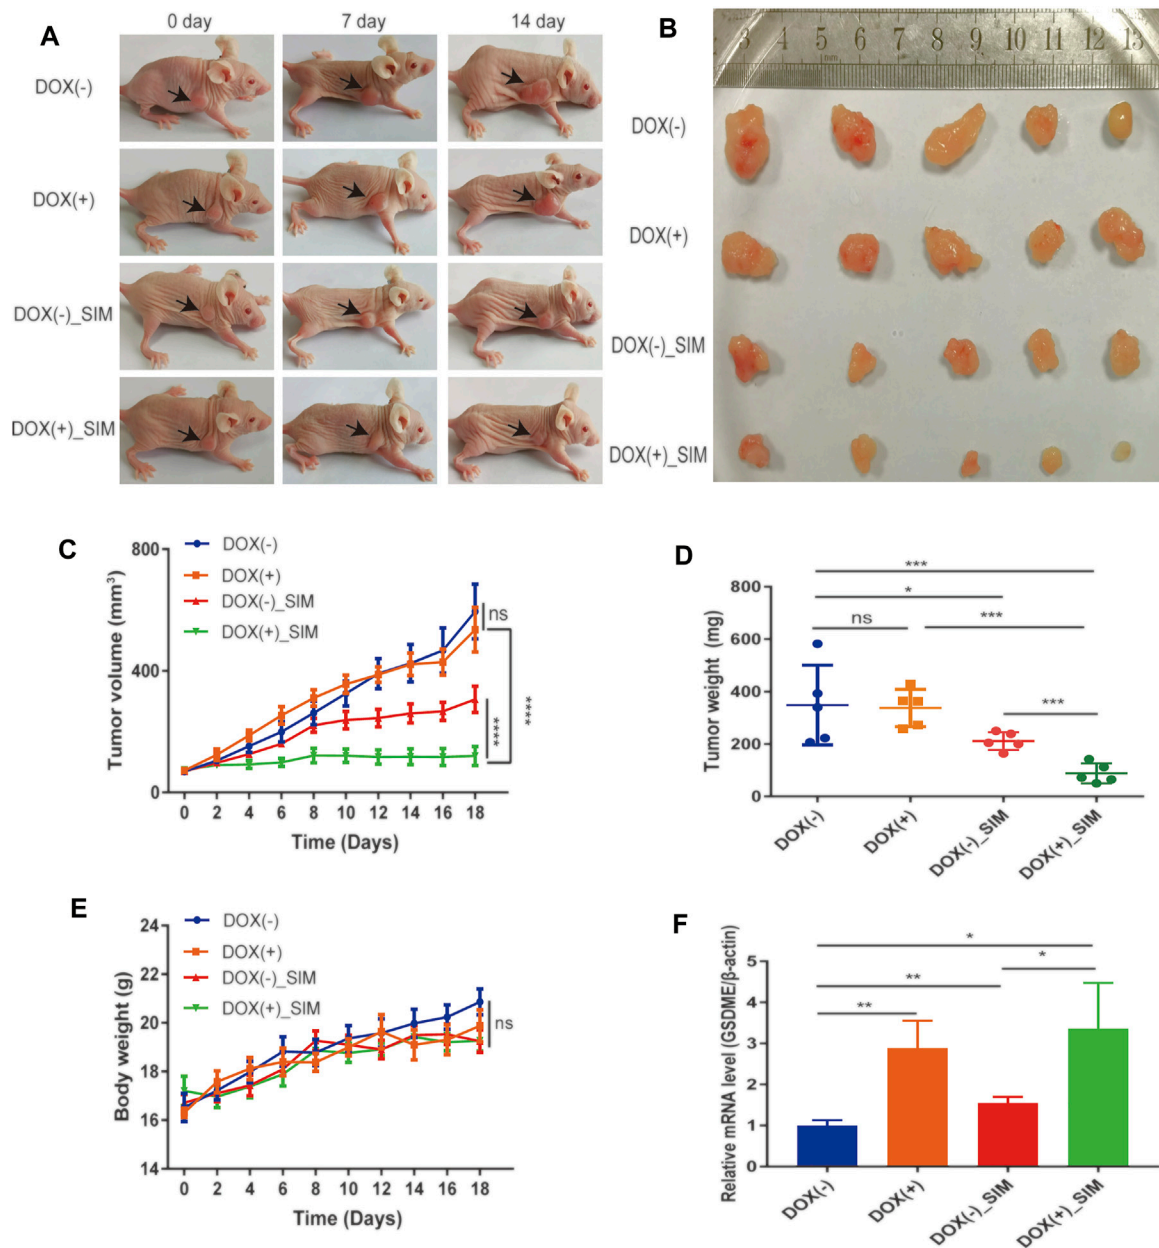 A
0 day
7 day
14 day
DOX(-)
DOX(+)
DOX(-)_SIM
DOX(+)_SIM
B
3 4 5 6 7 8 9 10 11 12 13
mm
DOX(-)
DOX(+)
DOX(-)_SIM
DOX(+)_SIM
C
DOX(-)
DOX(+)
DOX(-)_SIM
DOX(+)_SIM
Tumor volume (mm³)
800
400
0
ns
****
****
0 2 4 6 8 10 12 14 16 18
Time (Days)
D
Tumor weight (mg)
800
600
400
200
0
***
*
ns
***
***
DOX(-)
DOX(+)
DOX(-)_SIM
DOX(+)_SIM
E
DOX(-)
DOX(+)
DOX(-)_SIM
DOX(+)_SIM
Body weight (g)
24
22
20
18
16
14
ns
0 2 4 6 8 10 12 14 16 18
Time (Days)
F
Relative mRNA level (GSDME/β-actin)
5
4
3
2
1
0
*
**
*
**
DOX(-)
DOX(+)
DOX(-)_SIM
DOX(+)_SIM